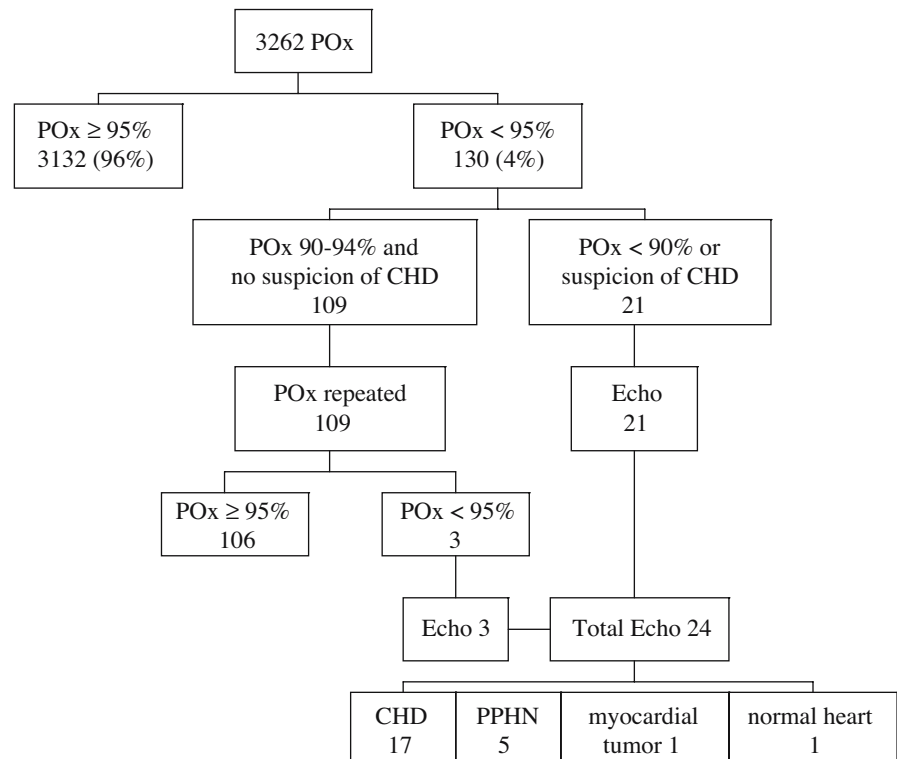 3262 POx
POx ≥ 95%
3132 (96%)
POx < 95%
130 (4%)
POx 90-94% and
no suspicion of CHD
109
POx < 90% or
suspicion of CHD
21
POx repeated
109
Echo
21
POx ≥ 95%
106
POx < 95%
3
Echo 3
Total Echo 24
CHD
17
PPHN
5
myocardial
tumor 1
normal heart
1